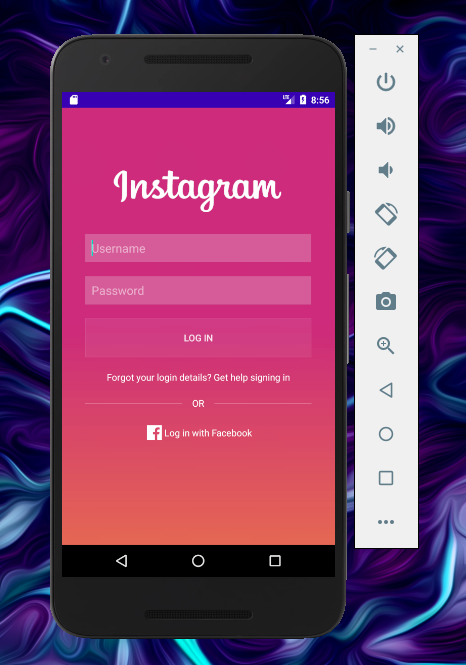 LTE 8:56
Instagram
Username
Password
LOG IN
Forgot your login details? Get help signing in
OR
Log in with Facebook